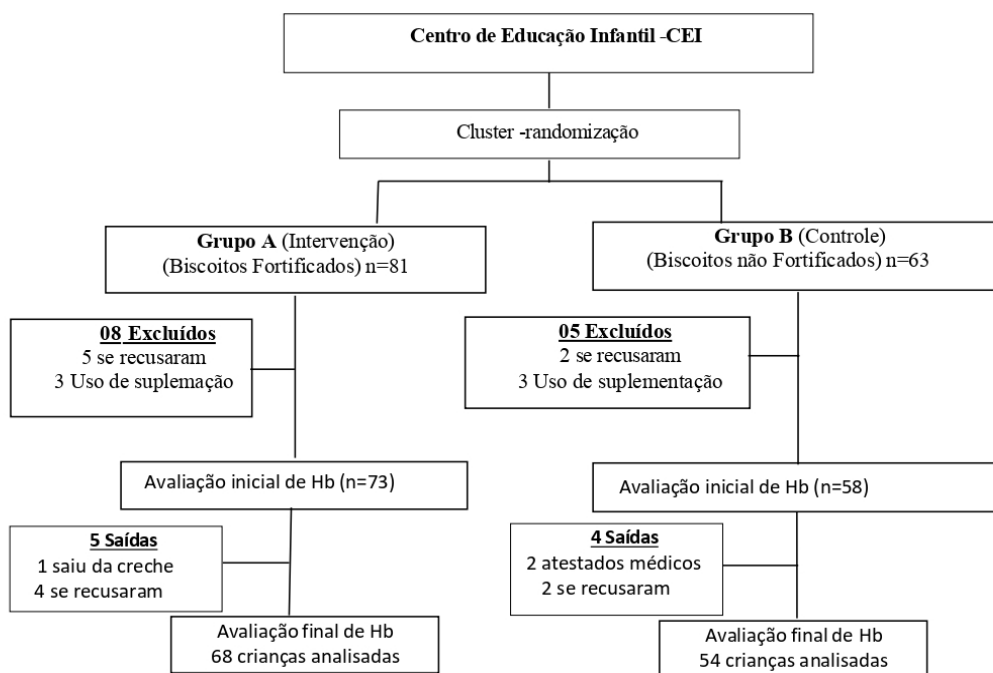 Centro de Educação Infantil -CEI
Cluster -randomização
Grupo A (Intervenção)
(Biscoitos Fortificados) n=81
Grupo B (Controle)
(Biscoitos não Fortificados) n=63
08 Excluídos
5 se recusaram
3 Uso de suplemação
05 Excluídos
2 se recusaram
3 Uso de suplementação
Avaliação inicial de Hb (n=73)
Avaliação inicial de Hb (n=58)
5 Saídas
1 saiu da creche
4 se recusaram
4 Saídas
2 atestados médicos
2 se recusaram
Avaliação final de Hb
68 crianças analisadas
Avaliação final de Hb
54 crianças analisadas